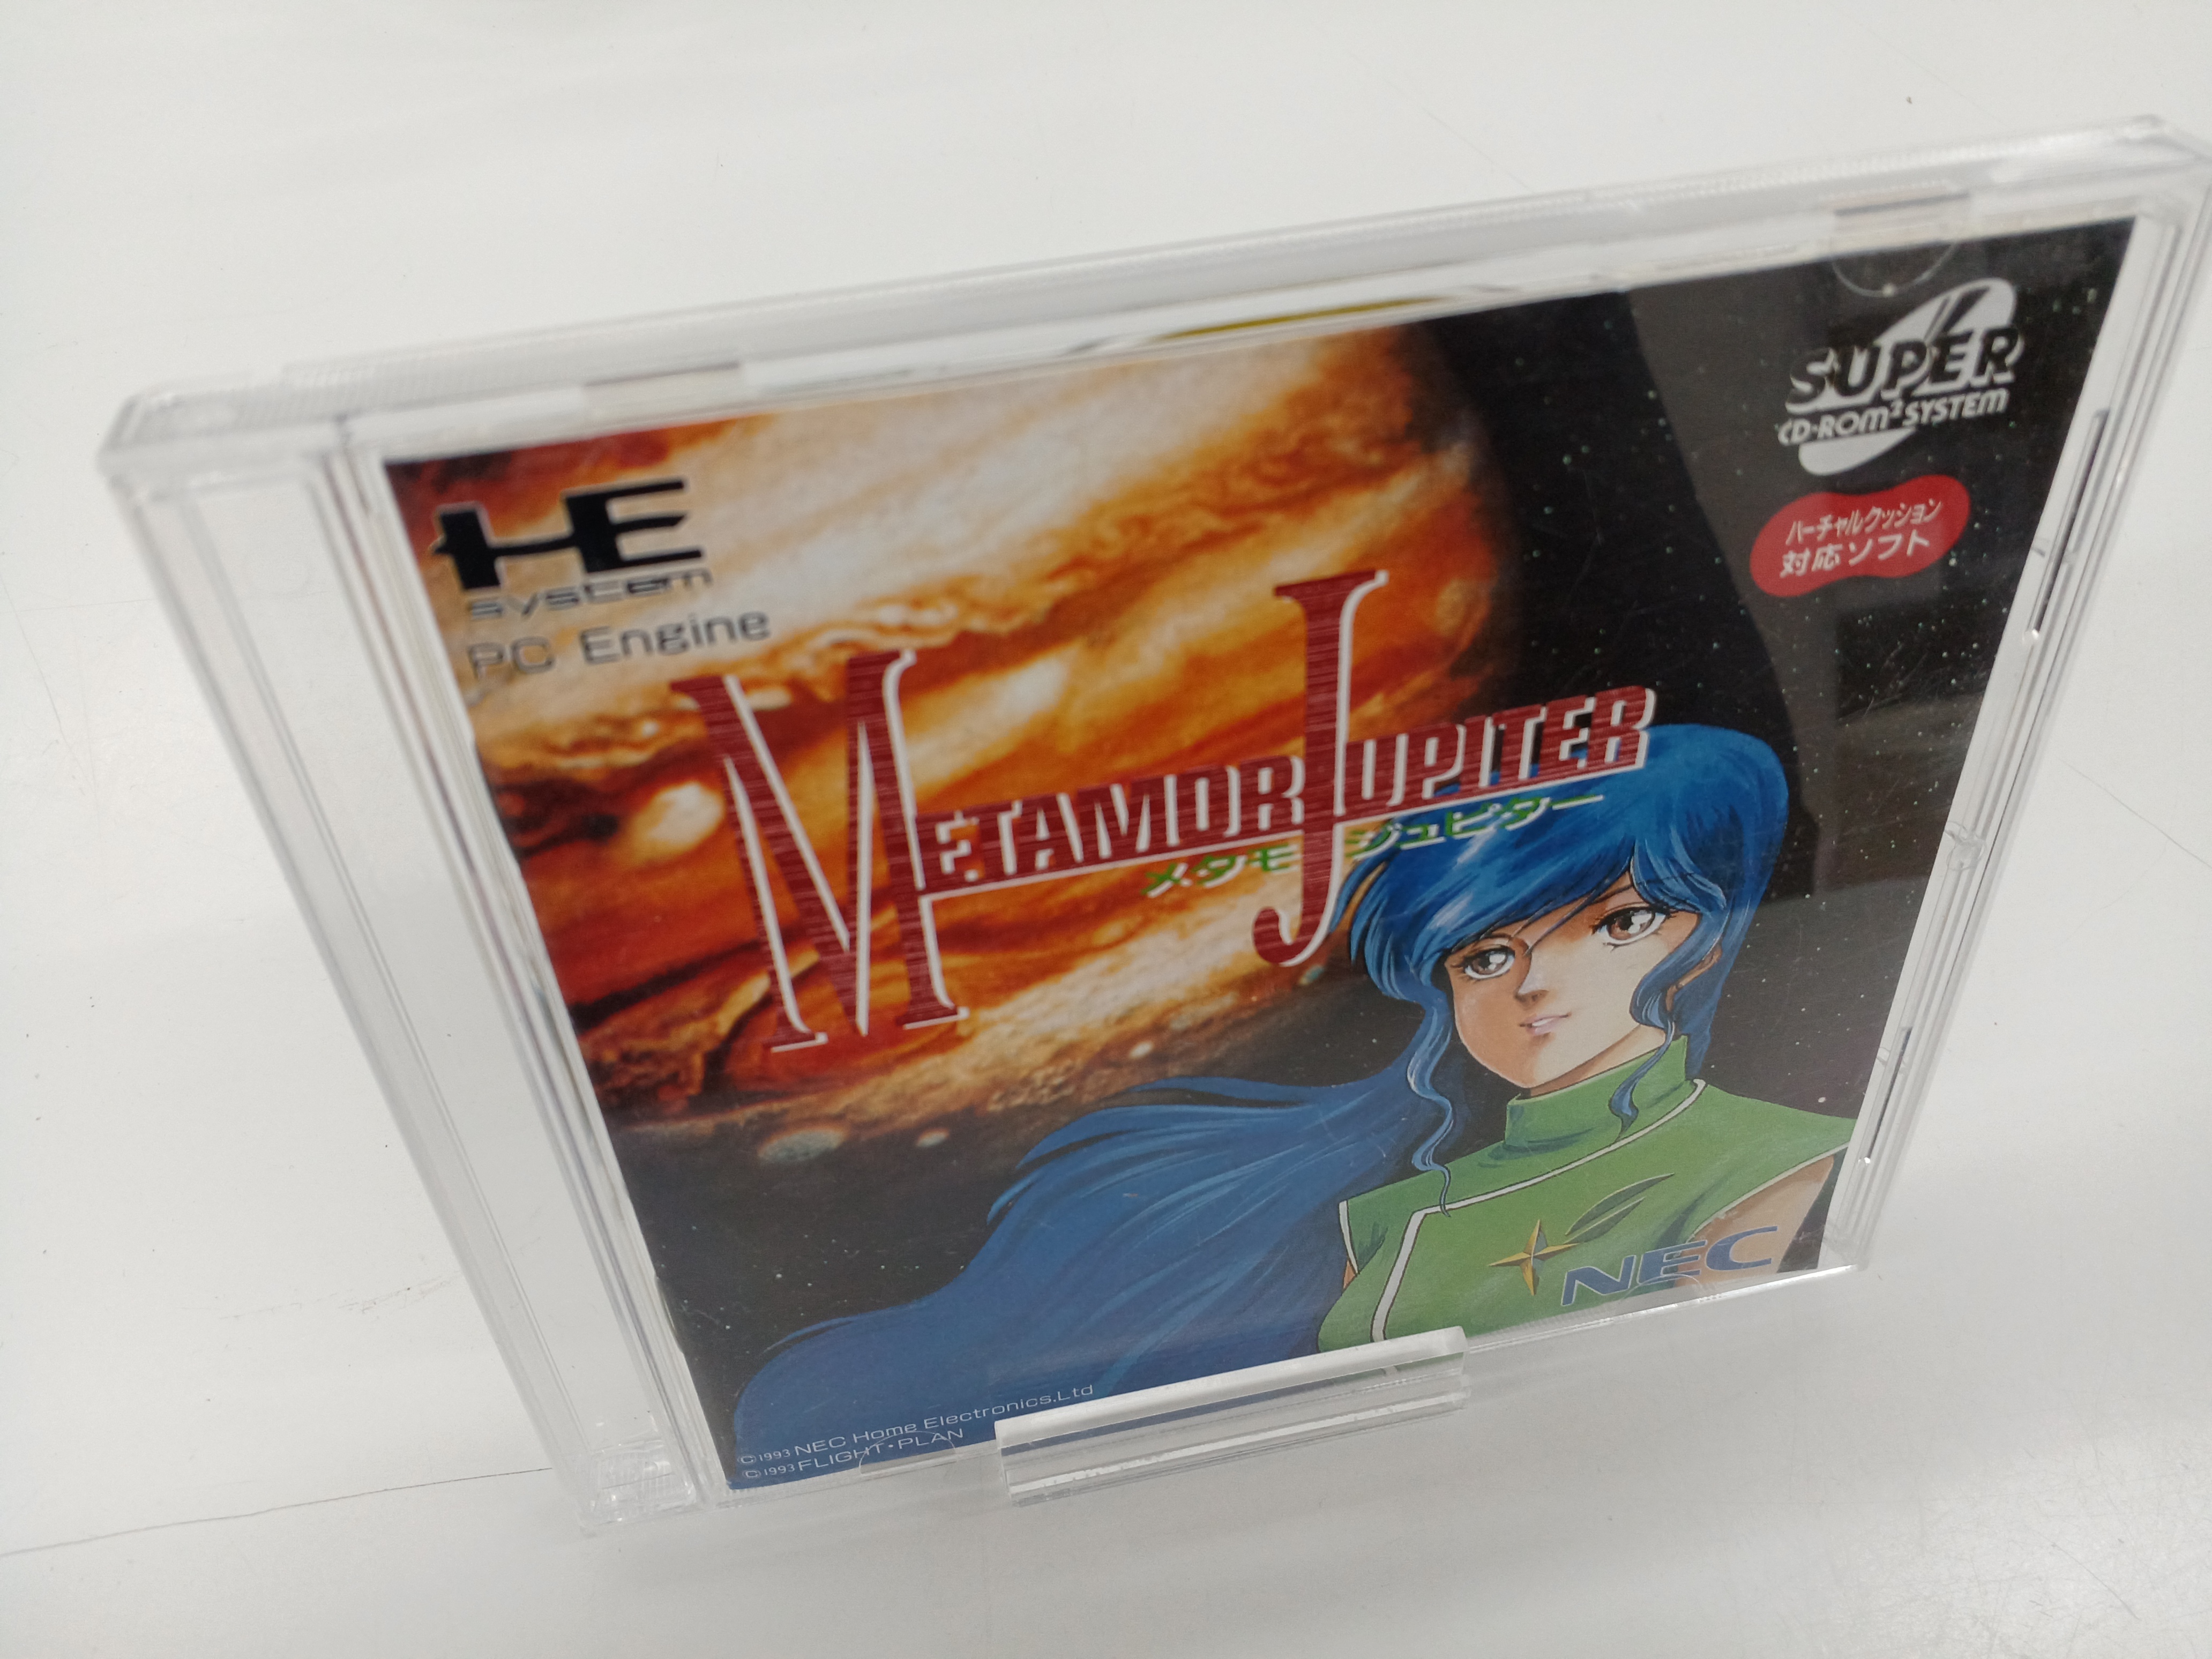 HE
system
PC Engine
SUPER
CD-ROM² SYSTEM
バーチャルクッション
対応ソフト
METAMOR JUPITER
メタモジュピター
NEC
©1993 NEC Home Electronics.Ltd
©1993 FLIGHT・PLAN